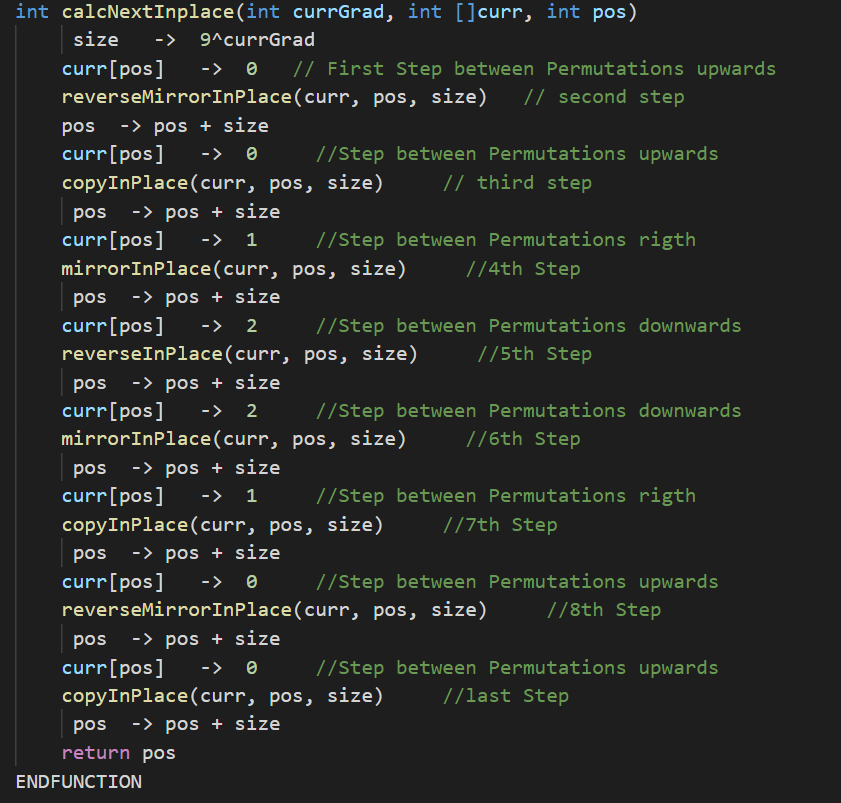 int calcNextInplace(int currGrad, int []curr, int pos)
size -> 9^currGrad
curr[pos] -> 0 // First Step between Permutations upwards
reverseMirrorInPlace(curr, pos, size) // second step
pos -> pos + size
curr[pos] -> 0 //Step between Permutations upwards
copyInPlace(curr, pos, size) // third step
pos -> pos + size
curr[pos] -> 1 //Step between Permutations rigth
mirrorInPlace(curr, pos, size) //4th Step
pos -> pos + size
curr[pos] -> 2 //Step between Permutations downwards
reverseInPlace(curr, pos, size) //5th Step
pos -> pos + size
curr[pos] -> 2 //Step between Permutations downwards
mirrorInPlace(curr, pos, size) //6th Step
pos -> pos + size
curr[pos] -> 1 //Step between Permutations rigth
copyInPlace(curr, pos, size) //7th Step
pos -> pos + size
curr[pos] -> 0 //Step between Permutations upwards
reverseMirrorInPlace(curr, pos, size) //8th Step
pos -> pos + size
curr[pos] -> 0 //Step between Permutations upwards
copyInPlace(curr, pos, size) //last Step
pos -> pos + size
return pos
ENDFUNCTION